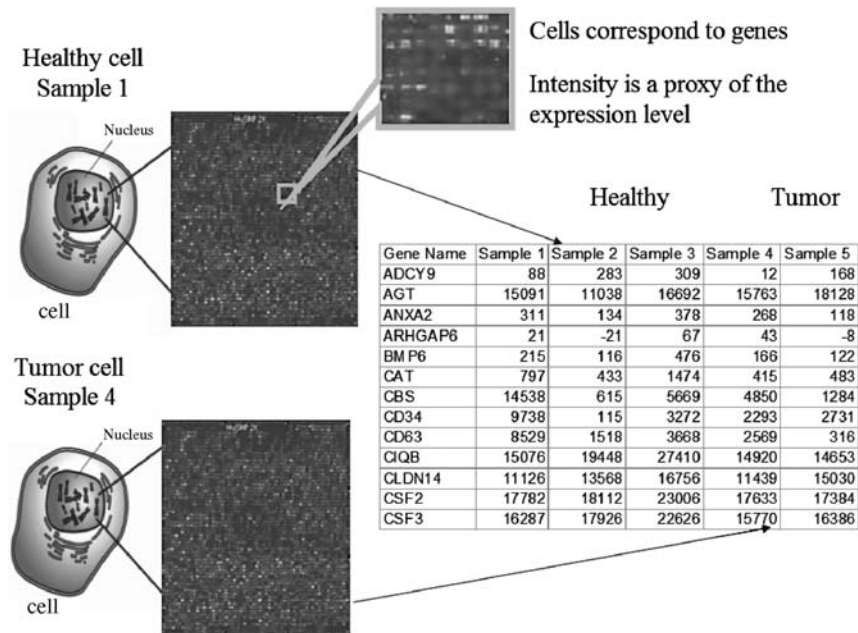 Healthy cell
Sample 1
Nucleus
cell
Cells correspond to genes
Intensity is a proxy of the
expression level
Healthy Tumor
Gene Name Sample 1 Sample 2 Sample 3 Sample 4 Sample 5
ADCY9 88 283 309 12 168
AGT 15091 11038 16692 15763 18128
ANXA2 311 134 378 268 118
ARHGAP6 21 -21 67 43 -8
BMP6 215 116 476 166 122
CAT 797 433 1474 415 483
CBS 14538 615 5669 4850 1284
CD34 9738 115 3272 2293 2731
CD63 8529 1518 3668 2569 316
CIQB 15076 19448 27410 14920 14653
CLDN14 11126 13568 16756 11439 15030
CSF2 17782 18112 23006 17633 17384
CSF3 16287 17926 22626 15770 16386
Tumor cell
Sample 4
Nucleus
cell